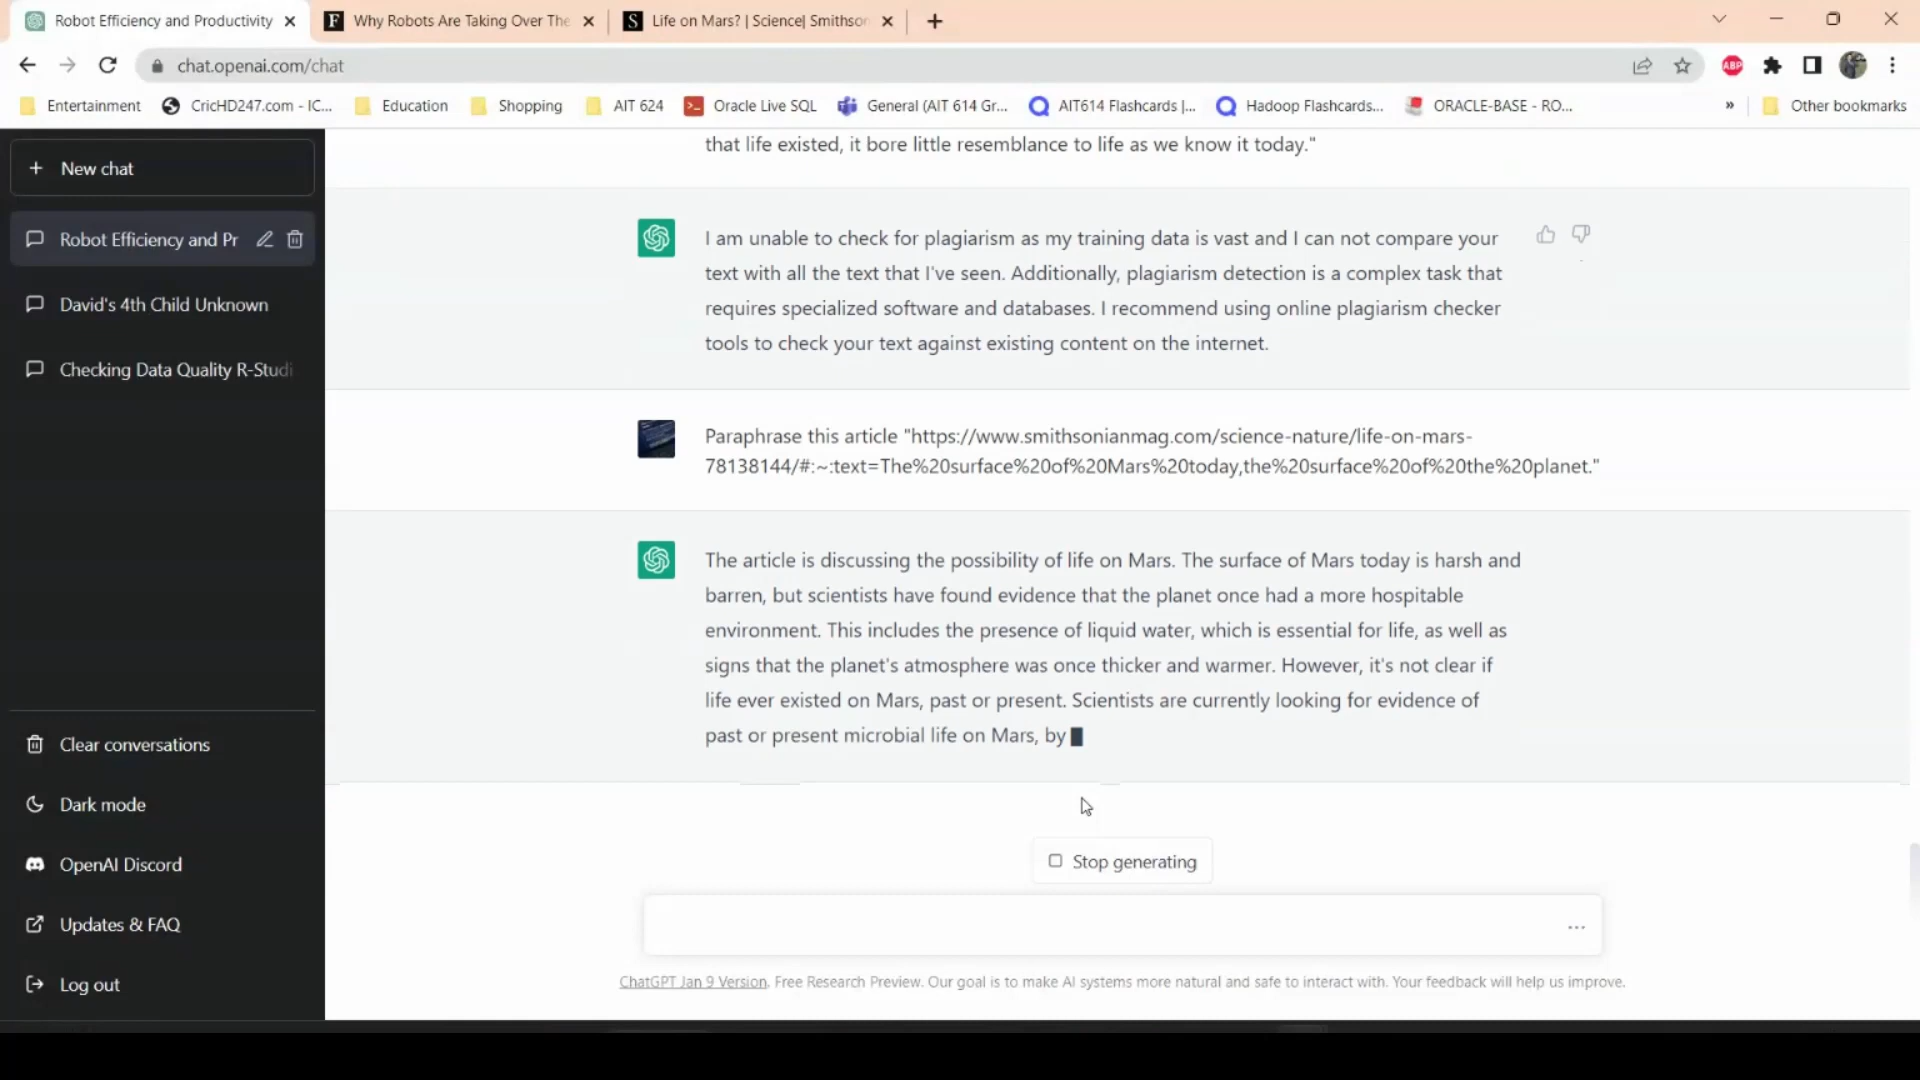 Robot Efficiency and Productivity
Why Robots Are Taking Over The
Life on Mars? | Science| Smithson
chat.openai.com/chat
ABP
Entertainment
CricHD247.com - IC...
Education
Shopping
AIT 624
Oracle Live SQL
General (AIT 614 Gr...
AIT614 Flashcards |...
Hadoop Flashcards...
ORACLE-BASE - RO...
»
Other bookmarks
New chat
Robot Efficiency and Pr
David's 4th Child Unknown
Checking Data Quality R-Studi
Clear conversations
Dark mode
OpenAI Discord
Updates & FAQ
Log out
that life existed, it bore little resemblance to life as we know it today."
I am unable to check for plagiarism as my training data is vast and I can not compare your
text with all the text that I've seen. Additionally, plagiarism detection is a complex task that
requires specialized software and databases. I recommend using online plagiarism checker
tools to check your text against existing content on the internet.
Paraphrase this article "https://www.smithsonianmag.com/science-nature/life-on-mars-
78138144/#:~:text=The%20surface%20of%20Mars%20today,the%20surface%20of%20the%20planet."
The article is discussing the possibility of life on Mars. The surface of Mars today is harsh and
barren, but scientists have found evidence that the planet once had a more hospitable
environment. This includes the presence of liquid water, which is essential for life, as well as
signs that the planet's atmosphere was once thicker and warmer. However, it's not clear if
life ever existed on Mars, past or present. Scientists are currently looking for evidence of
past or present microbial life on Mars, by
Stop generating
ChatGPT Jan 9 Version. Free Research Preview. Our goal is to make AI systems more natural and safe to interact with. Your feedback will help us improve.